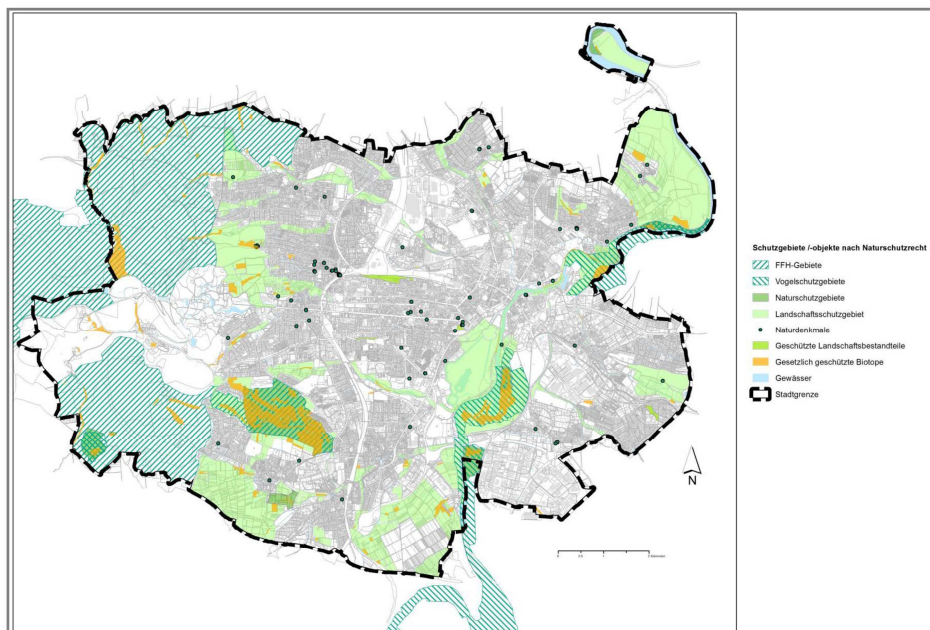 Schutzgebiete /-objekte nach Naturschutzrecht
FFH-Gebiete
Vogelschutzgebiete
Naturschutzgebiete
Landschaftsschutzgebiet
Naturdenkmale
Geschützte Landschaftsbestandteile
Gesetzlich geschützte Biotope
Gewässer
Stadtgrenze
N